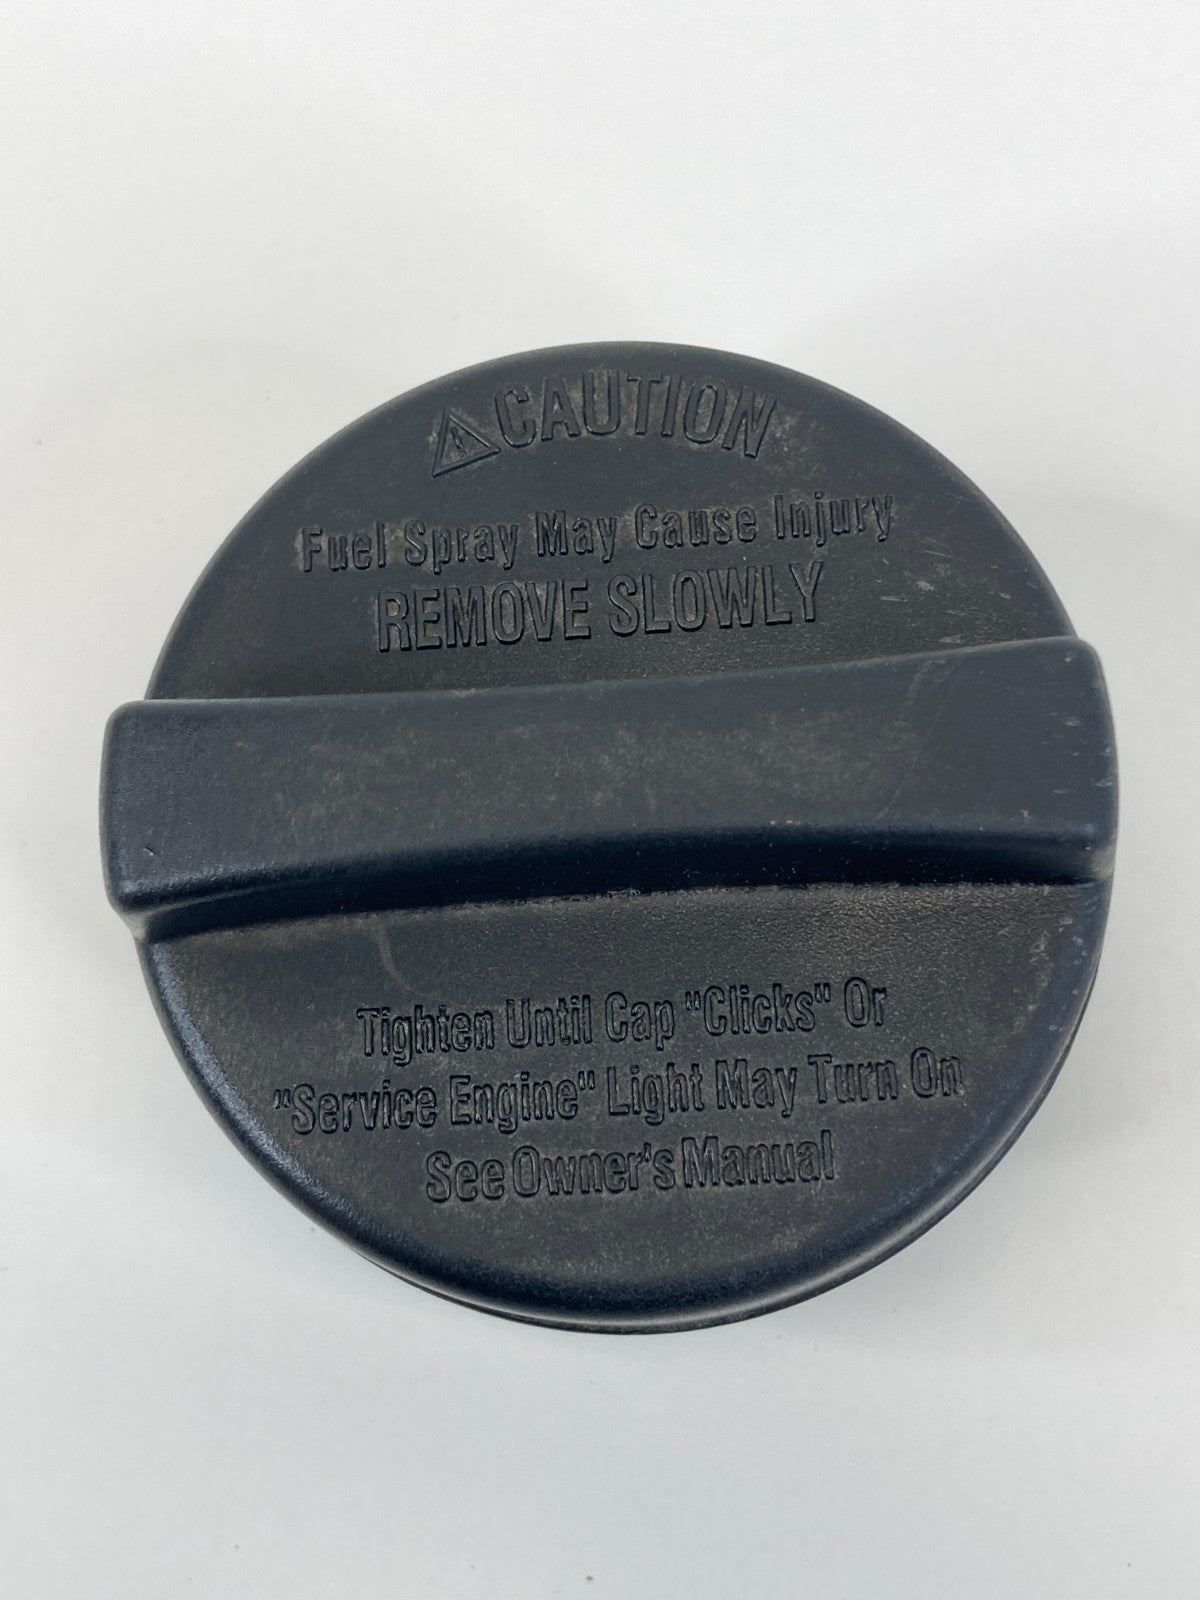 ⚠ CAUTION
Fuel Spray May Cause Injury
REMOVE SLOWLY
Tighten Until Cap "Clicks" Or
"Service Engine" Light May Turn On
See Owner's Manual